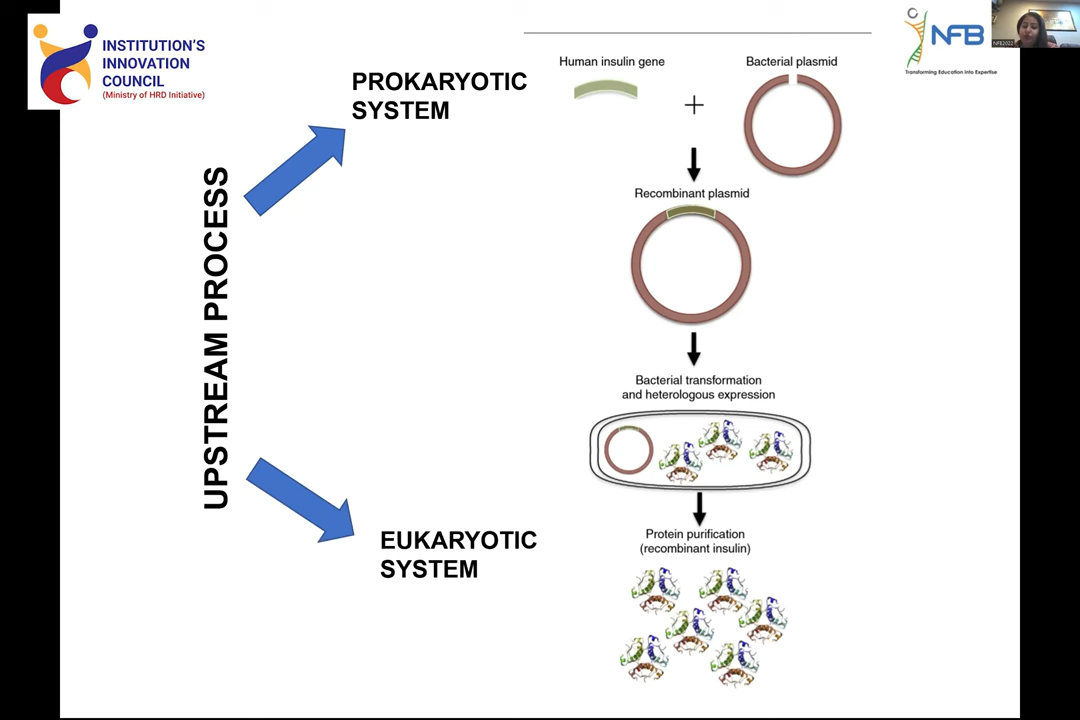 INSTITUTION'S
INNOVATION
COUNCIL
(Ministry of HRD Initiative)
PROKARYOTIC
SYSTEM
UPSTREAM PROCESS
EUKARYOTIC
SYSTEM
Human insulin gene
Bacterial plasmid
+
Recombinant plasmid
Bacterial transformation
and heterologous expression
Protein purification
(recombinant insulin)
NFB
Transforming Education into Expertise
NFB2022